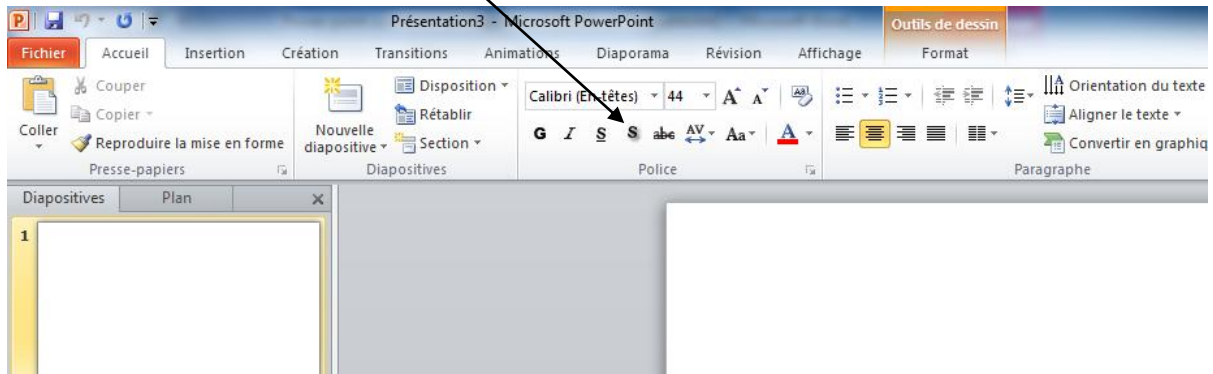 Présentation3 - Microsoft PowerPoint
Outils de dessin
Fichier Accueil Insertion Création Transitions Animations Diaporama Révision Affichage Format
Coller
Couper
Copier
Reproduire la mise en forme
Presse-papiers
Nouvelle
diapositive
Disposition
Rétablir
Section
Diapositives
Calibri (En-têtes) 44 A A
G I S S abe AV Aa A
Police
Orientation du texte
Aligner le texte
Convertir en graphiq
Paragraphe
Diapositives Plan
1